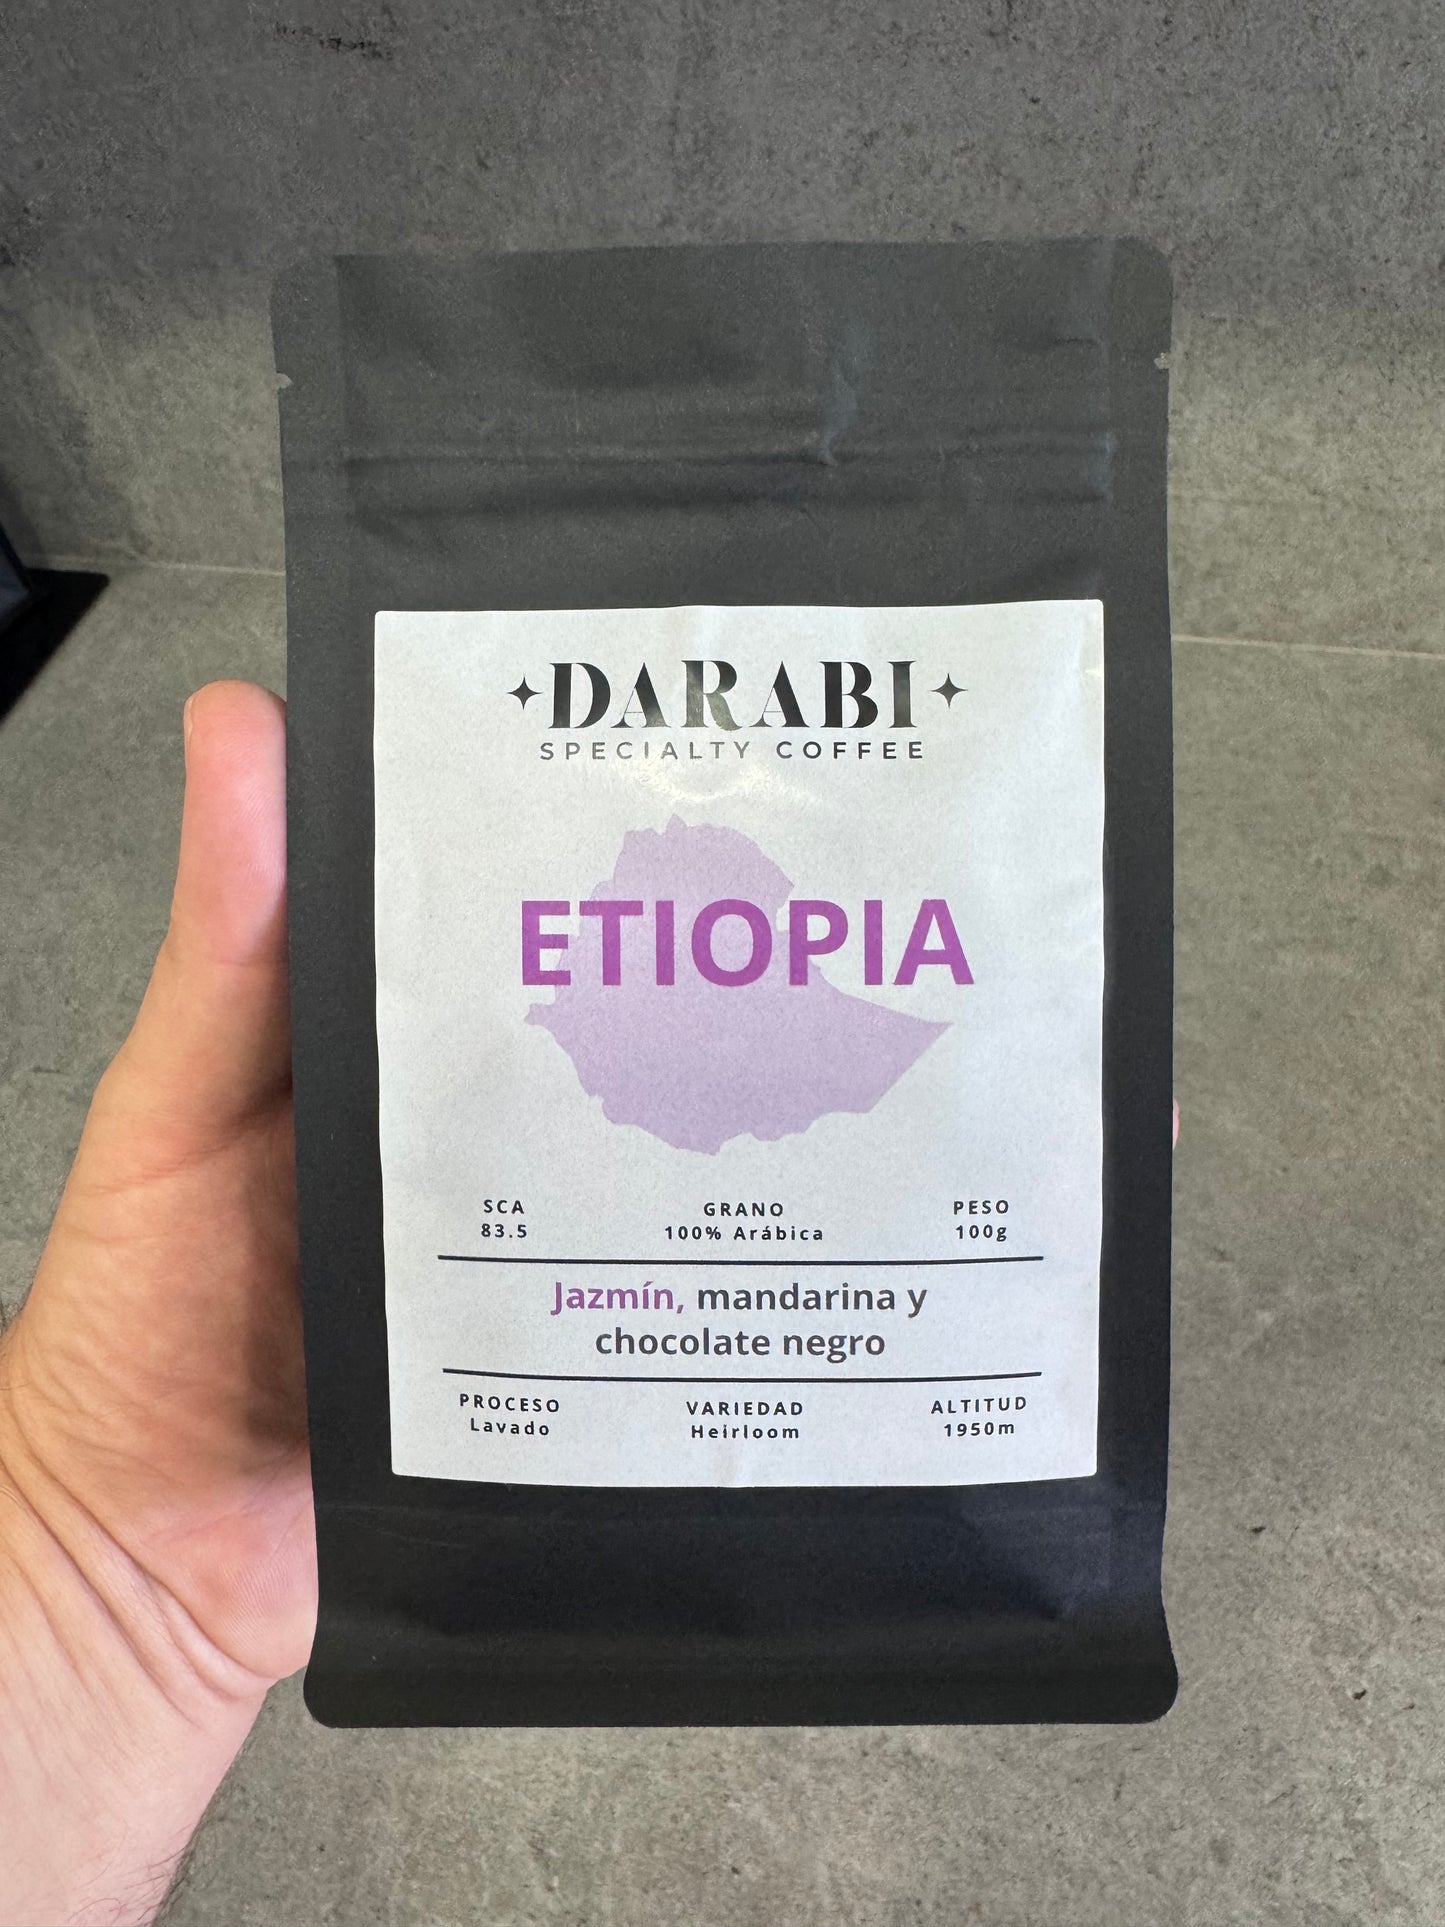 DARABI
SPECIALTY COFFEE
ETIOPIA
SCA GRANO PESO
83.5 100% Arábica 100g
Jazmín, mandarina y
chocolate negro
PROCESO VARIEDAD ALTITUD
Lavado Heirloom 1950m